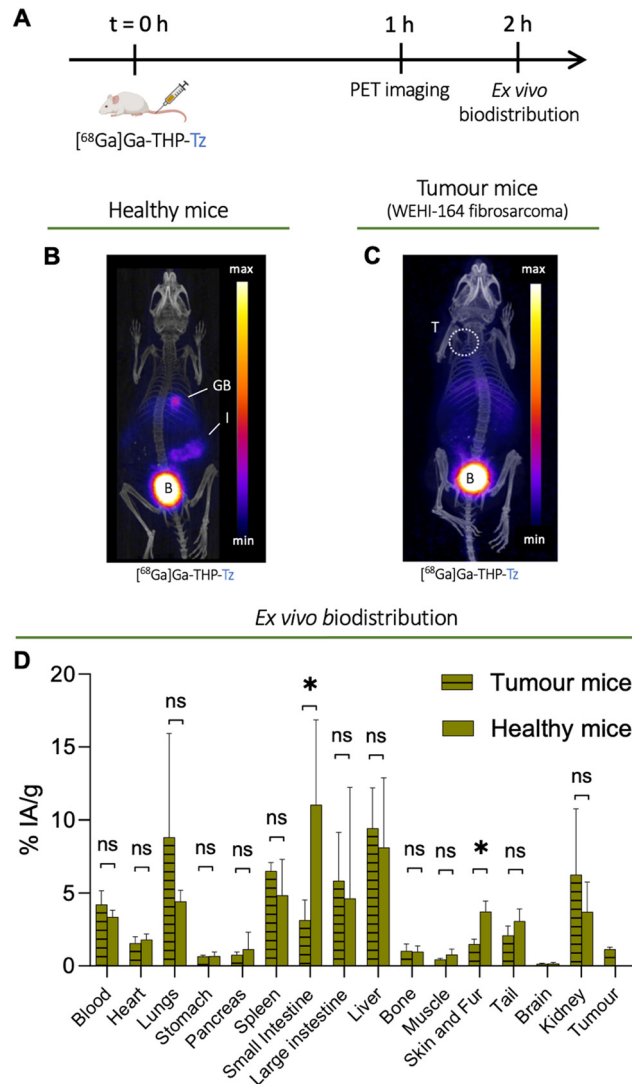 A
t = 0 h
1 h
2 h
PET imaging
Ex vivo
biodistribution
[⁶⁸Ga]Ga-THP-Tz
Healthy mice
Tumour mice
(WEHI-164 fibrosarcoma)
B
max
GB
I
B
min
[⁶⁸Ga]Ga-THP-Tz
C
max
T
B
min
[⁶⁸Ga]Ga-THP-Tz
Ex vivo biodistribution
D
Tumour mice
Healthy mice
% IA/g
20
15
10
5
0
ns
ns
ns
ns
ns
ns
*
ns
ns
ns
ns
*
ns
ns
Blood
Heart
Lungs
Stomach
Pancreas
Spleen
Small Intestine
Large instestine
Liver
Bone
Muscle
Skin and Fur
Tail
Brain
Kidney
Tumour